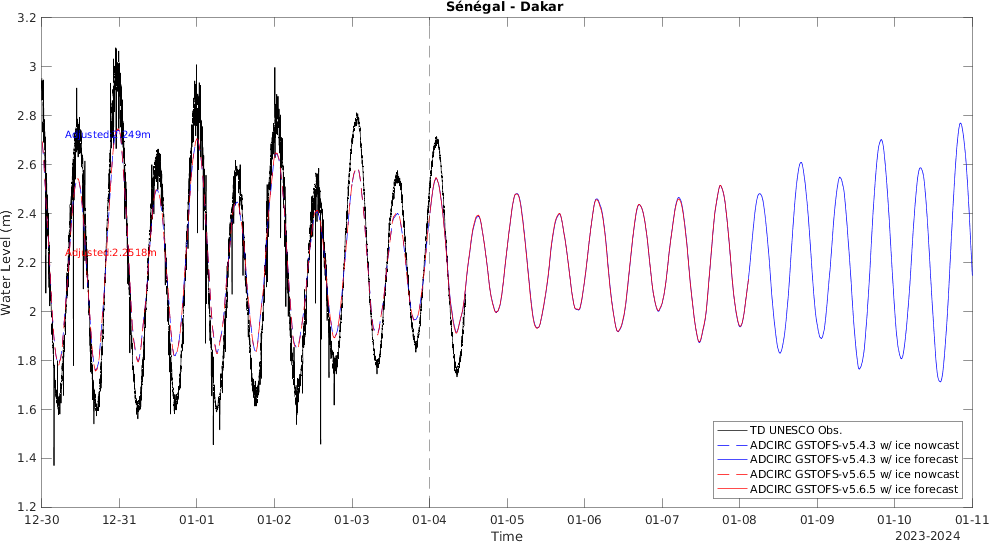 Sénégal - Dakar
3.2
3
2.8
2.6
2.4
2.2
2
1.8
1.6
1.4
1.2
Water Level (m)
Adjusted:2.2518m
12-30
12-31
01-01
01-02
01-03
01-04
01-05
01-06
01-07
01-08
01-09
01-10
01-11
Time
2023-2024
TD UNESCO Obs.
ADCIRC GSTOFS-v5.4.3 w/ ice nowcast
ADCIRC GSTOFS-v5.4.3 w/ ice forecast
ADCIRC GSTOFS-v5.6.5 w/ ice nowcast
ADCIRC GSTOFS-v5.6.5 w/ ice forecast